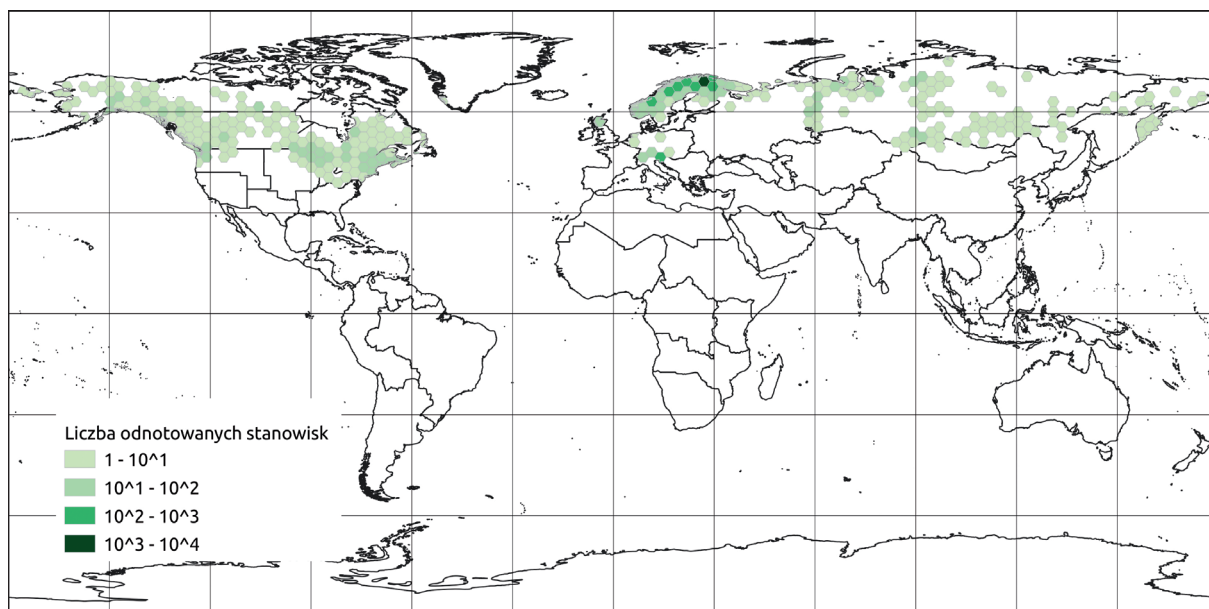 Liczba odnotowanych stanowisk
1 - 10^1
10^1 - 10^2
10^2 - 10^3
10^3 - 10^4